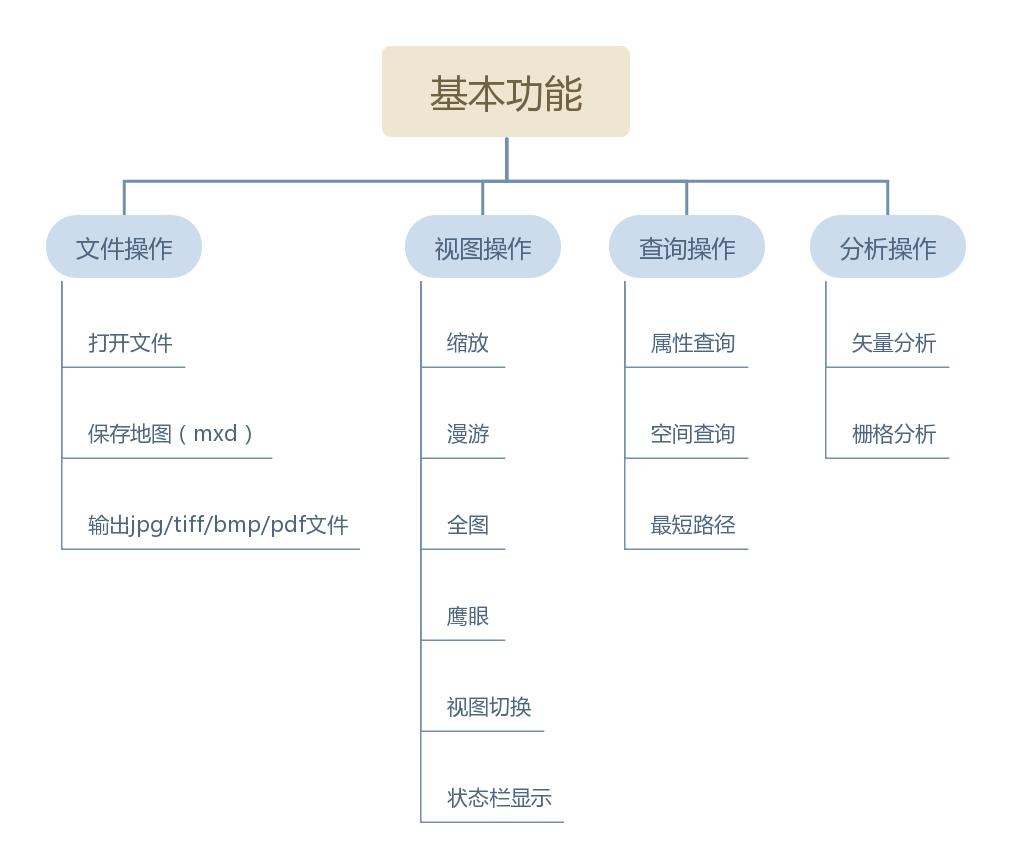 基本功能
文件操作
打开文件
保存地图（mxd）
输出jpg/tiff/bmp/pdf文件
视图操作
缩放
漫游
全图
鹰眼
视图切换
状态栏显示
查询操作
属性查询
空间查询
最短路径
分析操作
矢量分析
栅格分析